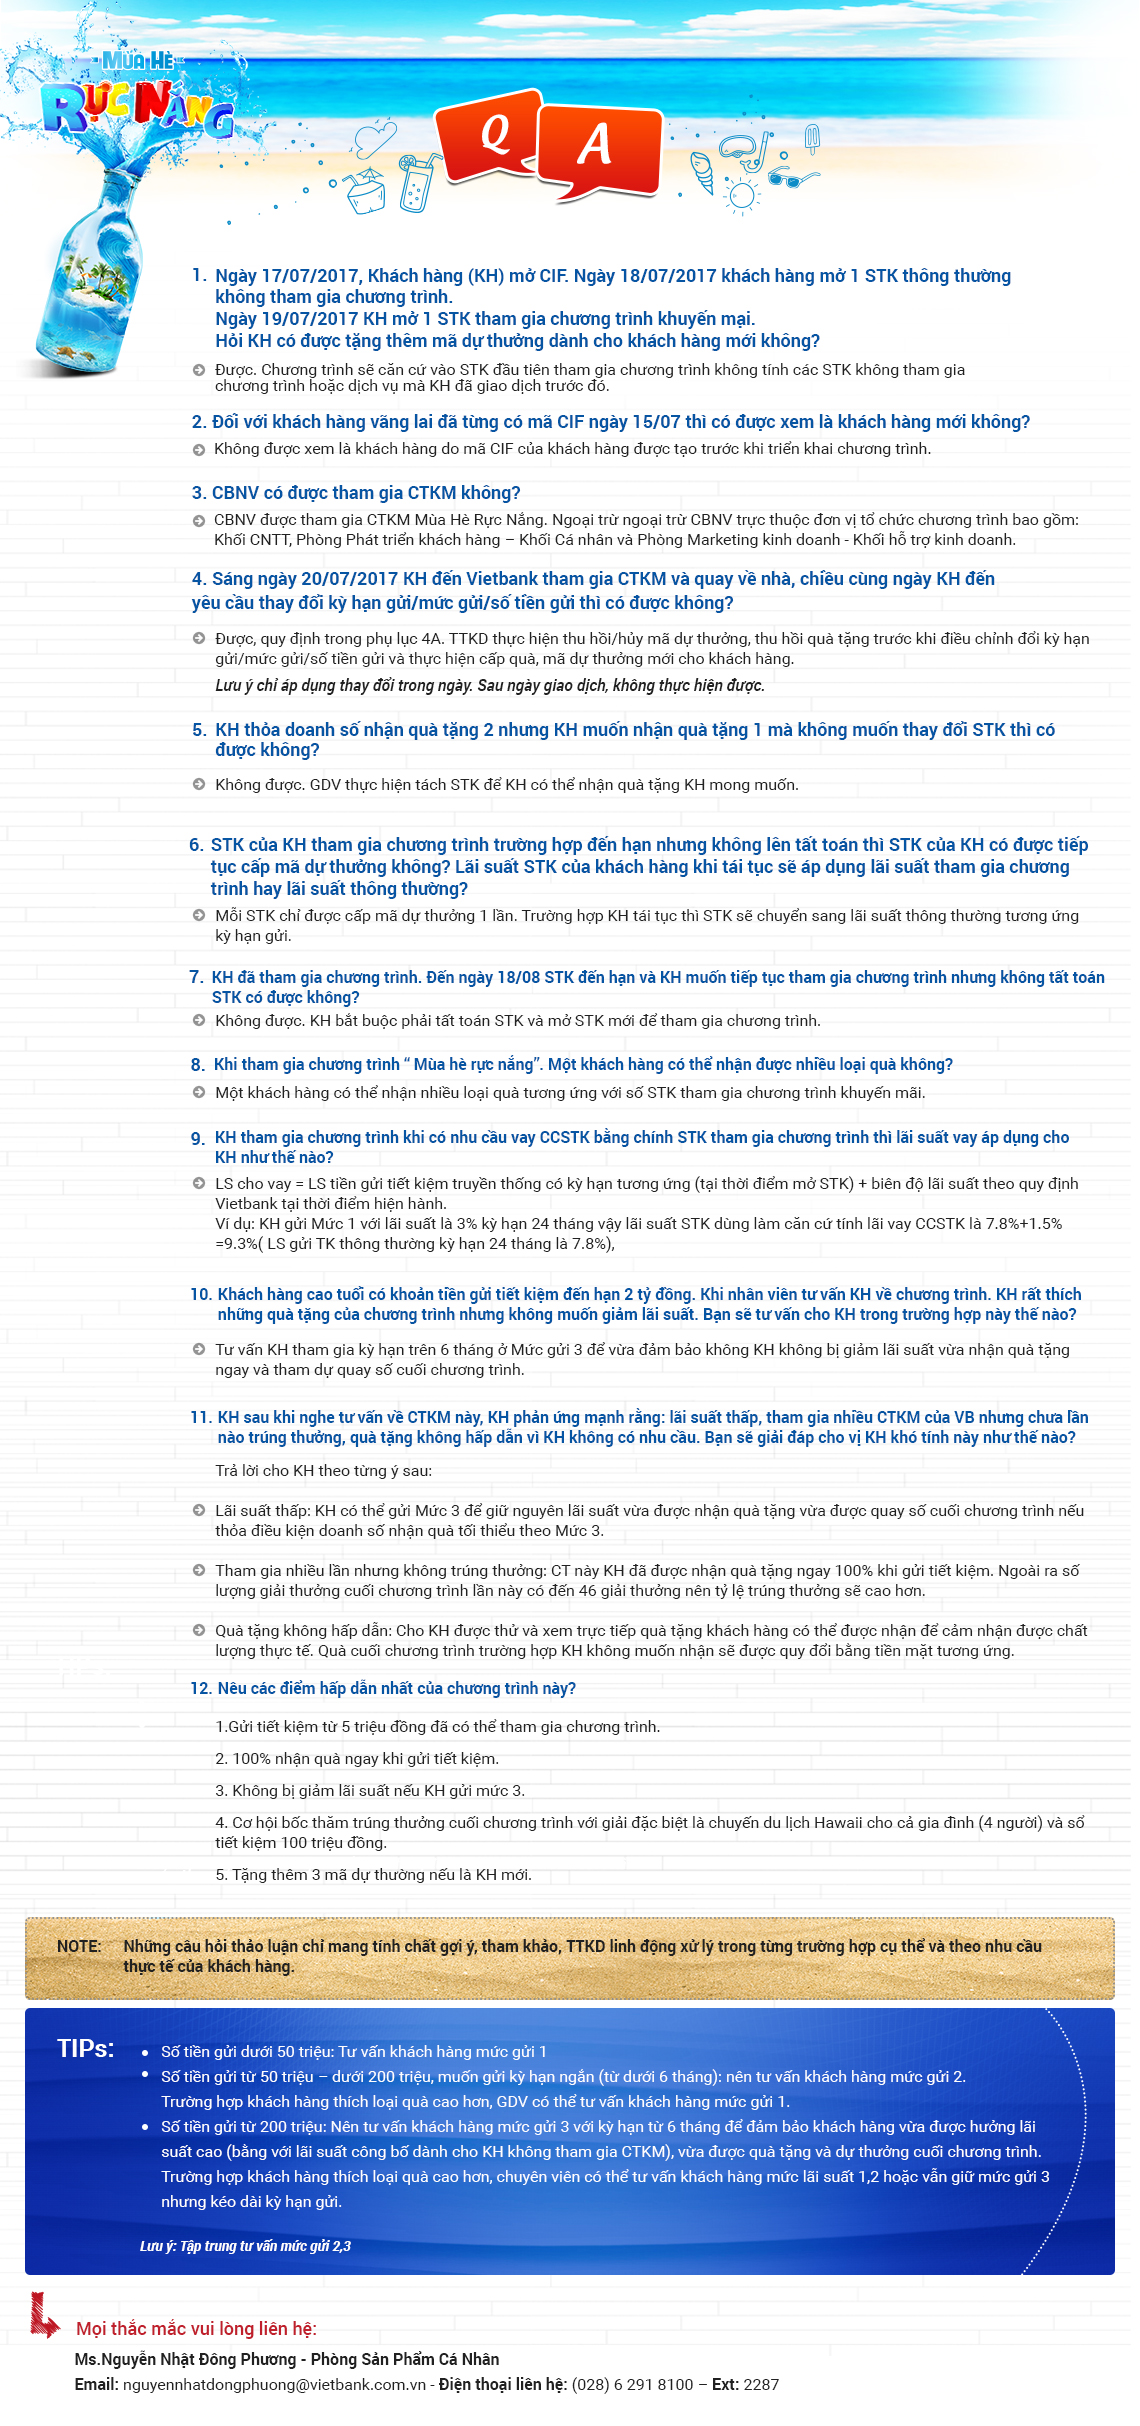 MÙA HÈ
RỰC NẮNG
Q A
1. Ngày 17/07/2017, Khách hàng (KH) mở CIF. Ngày 18/07/2017 khách hàng mở 1 STK thông thường
không tham gia chương trình.
Ngày 19/07/2017 KH mở 1 STK tham gia chương trình khuyến mại.
Hỏi KH có được tặng thêm mã dự thưởng dành cho khách hàng mới không?
Được. Chương trình sẽ căn cứ vào STK đầu tiên tham gia chương trình không tính các STK không tham gia
chương trình hoặc dịch vụ mà KH đã giao dịch trước đó.
2. Đối với khách hàng vãng lai đã từng có mã CIF ngày 15/07 thì có được xem là khách hàng mới không?
Không được xem là khách hàng do mã CIF của khách hàng được tạo trước khi triển khai chương trình.
3. CBNV có được tham gia CTKM không?
CBNV được tham gia CTKM Mùa Hè Rực Nắng. Ngoại trừ ngoại trừ CBNV trực thuộc đơn vị tổ chức chương trình bao gồm:
Khối CNTT, Phòng Phát triển khách hàng – Khối Cá nhân và Phòng Marketing kinh doanh - Khối hỗ trợ kinh doanh.
4. Sáng ngày 20/07/2017 KH đến Vietbank tham gia CTKM và quay về nhà, chiều cùng ngày KH đến
yêu cầu thay đổi kỳ hạn gửi/mức gửi/số tiền gửi thì có được không?
Được, quy định trong phụ lục 4A. TTKD thực hiện thu hồi/hủy mã dự thưởng, thu hồi quà tặng trước khi điều chỉnh đổi kỳ hạn
gửi/mức gửi/số tiền gửi và thực hiện cấp quà, mã dự thưởng mới cho khách hàng.
Lưu ý chỉ áp dụng thay đổi trong ngày. Sau ngày giao dịch, không thực hiện được.
5. KH thỏa doanh số nhận quà tặng 2 nhưng KH muốn nhận quà tặng 1 mà không muốn thay đổi STK thì có
được không?
Không được. GDV thực hiện tách STK để KH có thể nhận quà tặng KH mong muốn.
6. STK của KH tham gia chương trình trường hợp đến hạn nhưng không lên tất toán thì STK của KH có được tiếp
tục cấp mã dự thưởng không? Lãi suất STK của khách hàng khi tái tục sẽ áp dụng lãi suất tham gia chương
trình hay lãi suất thông thường?
Mỗi STK chỉ được cấp mã dự thưởng 1 lần. Trường hợp KH tái tục thì STK sẽ chuyển sang lãi suất thông thường tương ứng
kỳ hạn gửi.
7. KH đã tham gia chương trình. Đến ngày 18/08 STK đến hạn và KH muốn tiếp tục tham gia chương trình nhưng không tất toán
STK có được không?
Không được. KH bắt buộc phải tất toán STK và mở STK mới để tham gia chương trình.
8. Khi tham gia chương trình “ Mùa hè rực nắng”. Một khách hàng có thể nhận được nhiều loại quà không?
Một khách hàng có thể nhận nhiều loại quà tương ứng với số STK tham gia chương trình khuyến mãi.
9. KH tham gia chương trình khi có nhu cầu vay CCSTK bằng chính STK tham gia chương trình thì lãi suất vay áp dụng cho
KH như thế nào?
LS cho vay = LS tiền gửi tiết kiệm truyền thống có kỳ hạn tương ứng (tại thời điểm mở STK) + biên độ lãi suất theo quy định
Vietbank tại thời điểm hiện hành.
Ví dụ: KH gửi Mức 1 với lãi suất là 3% kỳ hạn 24 tháng vậy lãi suất STK dùng làm căn cứ tính lãi vay CCSTK là 7.8%+1.5%
=9.3%( LS gửi TK thông thường kỳ hạn 24 tháng là 7.8%),
10. Khách hàng cao tuổi có khoản tiền gửi tiết kiệm đến hạn 2 tỷ đồng. Khi nhân viên tư vấn KH về chương trình. KH rất thích
những quà tặng của chương trình nhưng không muốn giảm lãi suất. Bạn sẽ tư vấn cho KH trong trường hợp này thế nào?
Tư vấn KH tham gia kỳ hạn trên 6 tháng ở Mức gửi 3 để vừa đảm bảo không KH không bị giảm lãi suất vừa nhận quà tặng
ngay và tham dự quay số cuối chương trình.
11. KH sau khi nghe tư vấn về CTKM này, KH phản ứng mạnh rằng: lãi suất thấp, tham gia nhiều CTKM của VB nhưng chưa lần
nào trúng thưởng, quà tặng không hấp dẫn vì KH không có nhu cầu. Bạn sẽ giải đáp cho vị KH khó tính này như thế nào?
Trả lời cho KH theo từng ý sau:
Lãi suất thấp: KH có thể gửi Mức 3 để giữ nguyên lãi suất vừa được nhận quà tặng vừa được quay số cuối chương trình nếu
thỏa điều kiện doanh số nhận quà tối thiểu theo Mức 3.
Tham gia nhiều lần nhưng không trúng thưởng: CT này KH đã được nhận quà tặng ngay 100% khi gửi tiết kiệm. Ngoài ra số
lượng giải thưởng cuối chương trình lần này có đến 46 giải thưởng nên tỷ lệ trúng thưởng sẽ cao hơn.
Quà tặng không hấp dẫn: Cho KH được thử và xem trực tiếp quà tặng khách hàng có thể được nhận để cảm nhận được chất
lượng thực tế. Quà cuối chương trình trường hợp KH không muốn nhận sẽ được quy đổi bằng tiền mặt tương ứng.
12. Nêu các điểm hấp dẫn nhất của chương trình này?
1.Gửi tiết kiệm từ 5 triệu đồng đã có thể tham gia chương trình.
2. 100% nhận quà ngay khi gửi tiết kiệm.
3. Không bị giảm lãi suất nếu KH gửi mức 3.
4. Cơ hội bốc thăm trúng thưởng cuối chương trình với giải đặc biệt là chuyến du lịch Hawaii cho cả gia đình (4 người) và sổ
tiết kiệm 100 triệu đồng.
5. Tặng thêm 3 mã dự thường nếu là KH mới.
NOTE: Những câu hỏi thảo luận chỉ mang tính chất gợi ý, tham khảo, TTKD linh động xử lý trong từng trường hợp cụ thể và theo nhu cầu
thực tế của khách hàng.
TIPs:
• Số tiền gửi dưới 50 triệu: Tư vấn khách hàng mức gửi 1
• Số tiền gửi từ 50 triệu – dưới 200 triệu, muốn gửi kỳ hạn ngắn (từ dưới 6 tháng): nên tư vấn khách hàng mức gửi 2.
Trường hợp khách hàng thích loại quà cao hơn, GDV có thể tư vấn khách hàng mức gửi 1.
• Số tiền gửi từ 200 triệu: Nên tư vấn khách hàng mức gửi 3 với kỳ hạn từ 6 tháng để đảm bảo khách hàng vừa được hưởng lãi
suất cao (bằng với lãi suất công bố dành cho KH không tham gia CTKM), vừa được quà tặng và dự thưởng cuối chương trình.
Trường hợp khách hàng thích loại quà cao hơn, chuyên viên có thể tư vấn khách hàng mức lãi suất 1,2 hoặc vẫn giữ mức gửi 3
nhưng kéo dài kỳ hạn gửi.
Lưu ý: Tập trung tư vấn mức gửi 2,3
Mọi thắc mắc vui lòng liên hệ:
Ms.Nguyễn Nhật Đông Phương - Phòng Sản Phẩm Cá Nhân
Email: nguyennhatdongphuong@vietbank.com.vn - Điện thoại liên hệ: (028) 6 291 8100 – Ext: 2287